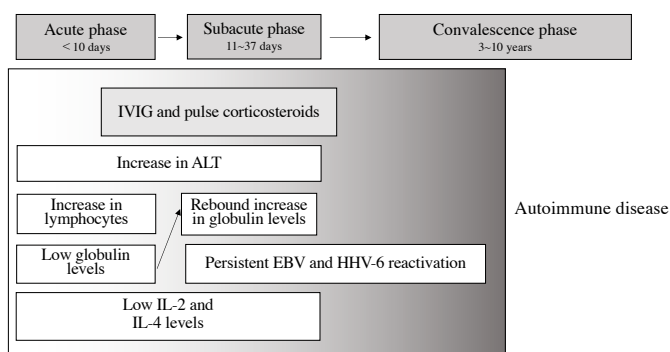 Acute phase
< 10 days
Subacute phase
11~37 days
Convalescence phase
3~10 years
IVIG and pulse corticosteroids
Increase in ALT
Increase in
lymphocytes
Rebound increase
in globulin levels
Autoimmune disease
Low globulin
levels
Persistent EBV and HHV-6 reactivation
Low IL-2 and
IL-4 levels